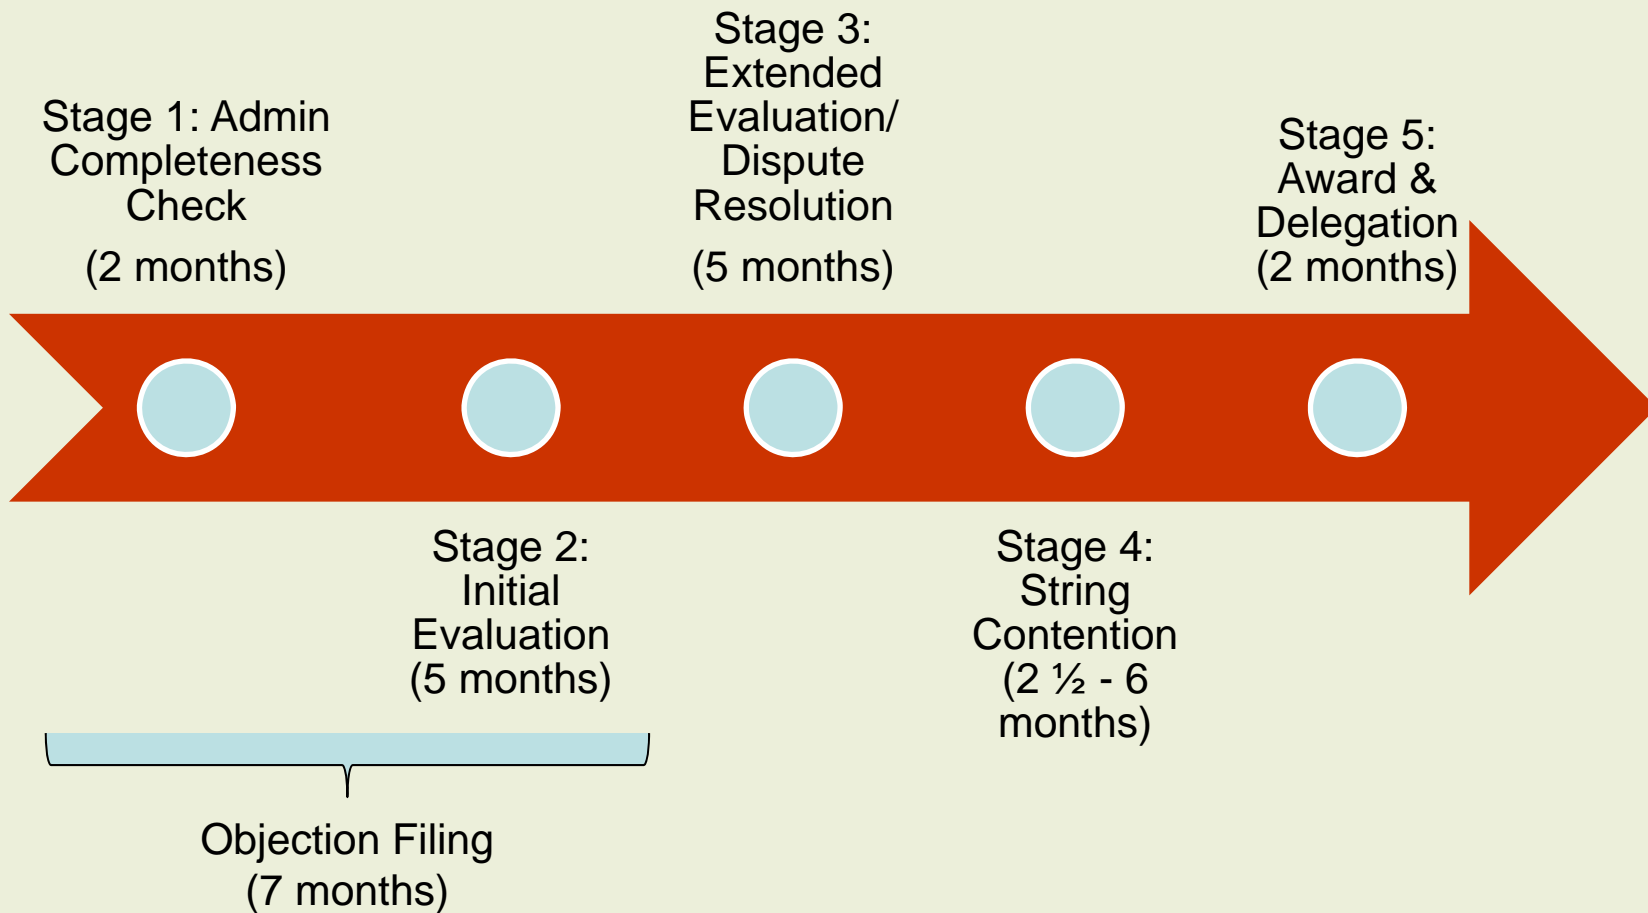 Stage 1: Admin
Completeness
Check
(2 months)
Stage 2:
Initial
Evaluation
(5 months)
Stage 3:
Extended
Evaluation/
Dispute
Resolution
(5 months)
Stage 4:
String
Contention
(2 ½ - 6
months)
Stage 5:
Award &
Delegation
(2 months)
Objection Filing
(7 months)